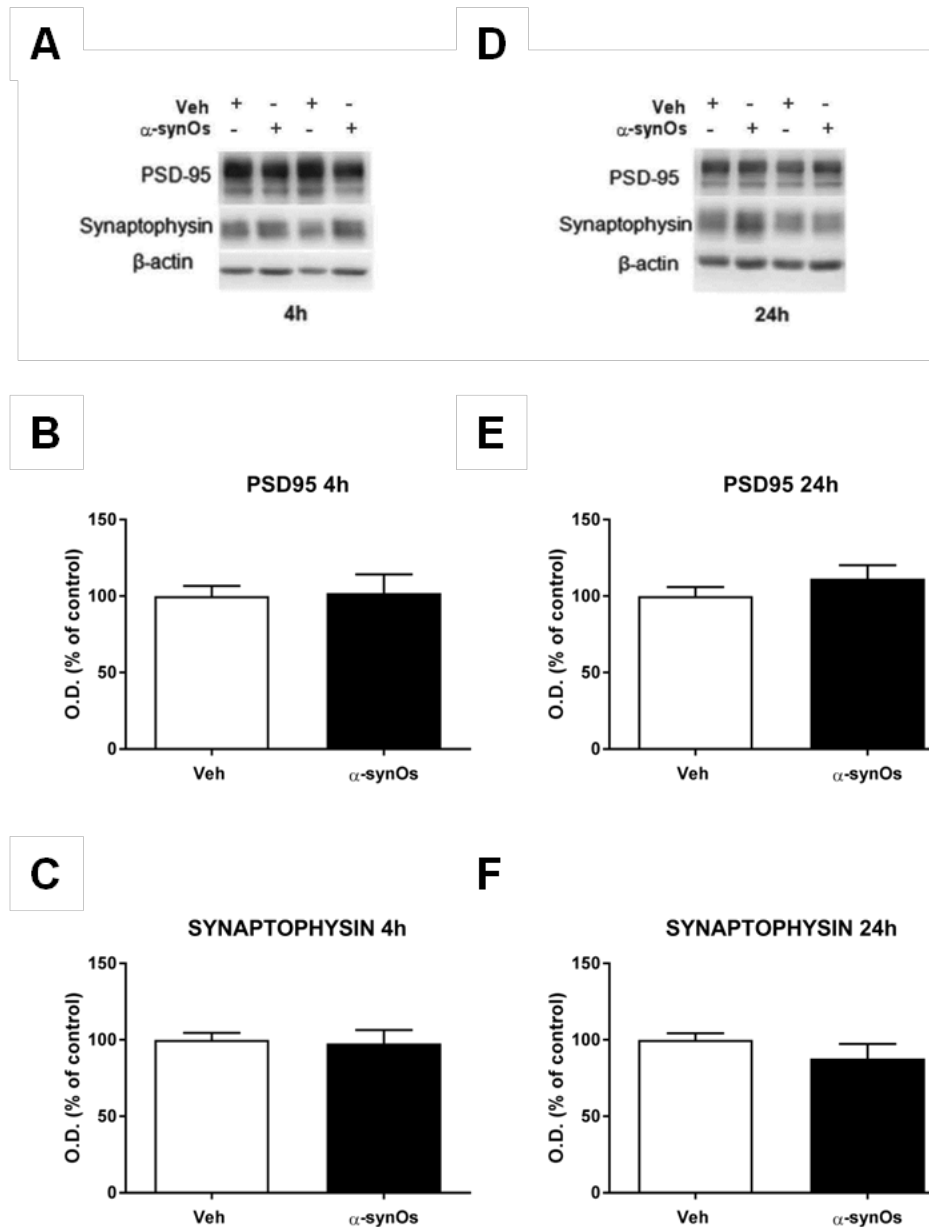 A
Veh + - + -
α-synOs - + - +
PSD-95
Synaptophysin
β-actin
4h
D
Veh + - + -
α-synOs - + - +
PSD-95
Synaptophysin
β-actin
24h
B
PSD95 4h
O.D. (% of control)
150
100
50
0
Veh α-synOs
E
PSD95 24h
O.D. (% of control)
150
100
50
0
Veh α-synOs
C
SYNAPTOPHYSIN 4h
O.D. (% of control)
150
100
50
0
Veh α-synOs
F
SYNAPTOPHYSIN 24h
O.D. (% of control)
150
100
50
0
Veh α-synOs